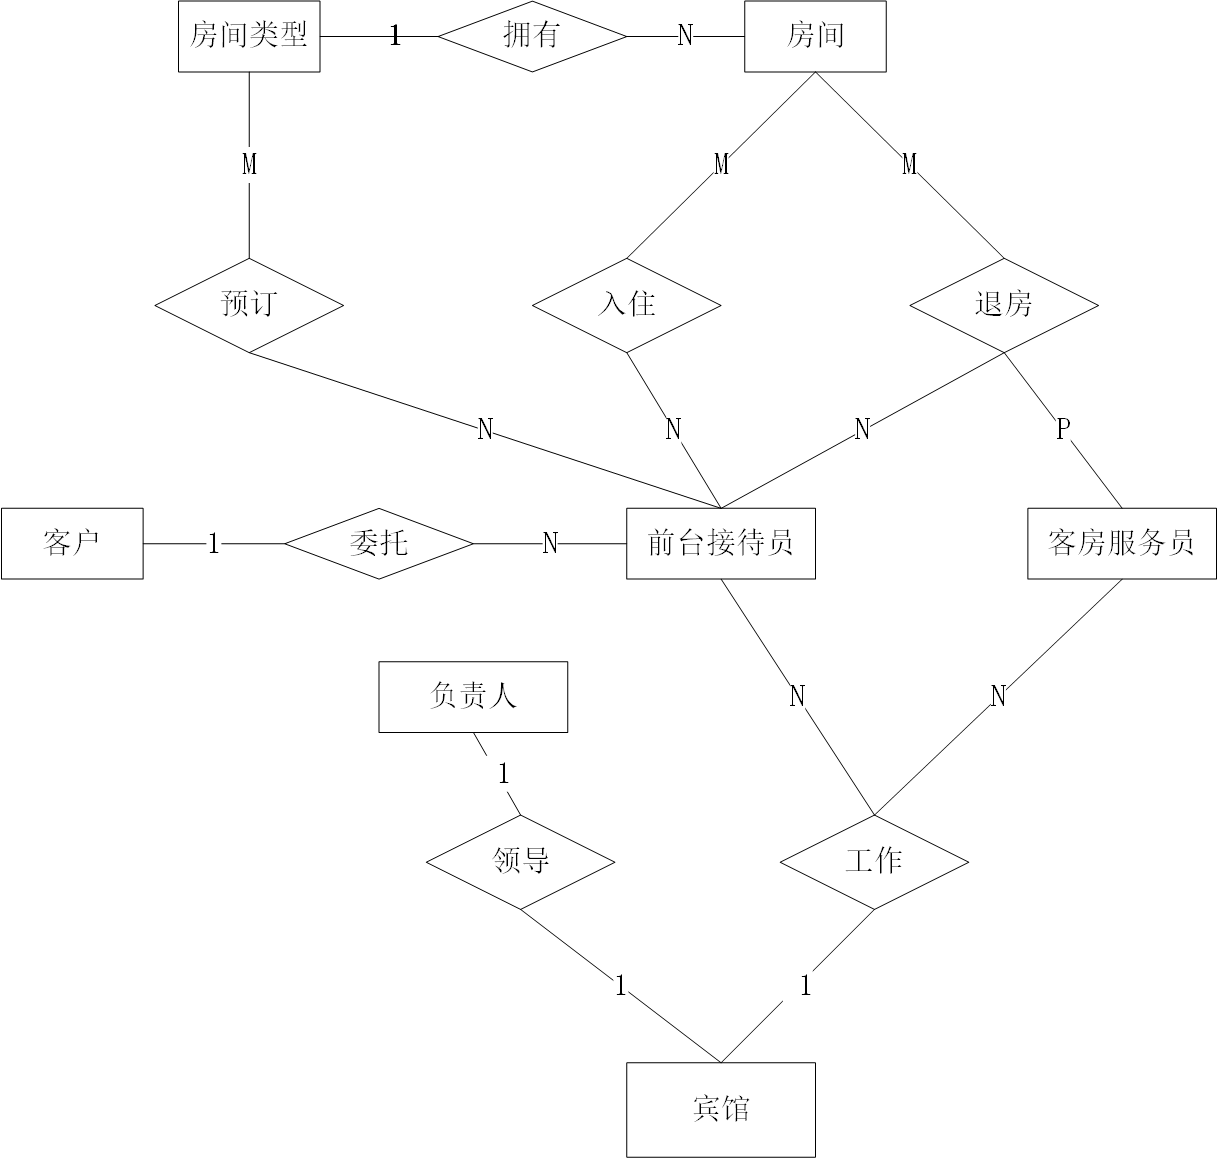 房间类型
1
拥有
N
房间
M
M
M
预订
入住
退房
N
N
N
P
客户
1
委托
N
前台接待员
客房服务员
负责人
N
N
1
领导
工作
1
1
宾馆